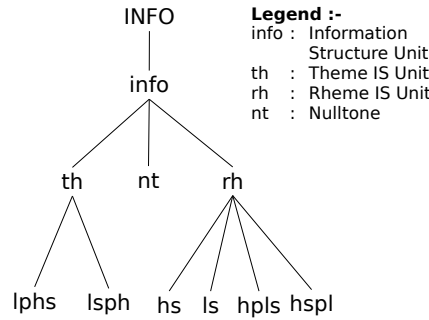 INFO
Legend :-
info : Information
Structure Unit
th : Theme IS Unit
rh : Rheme IS Unit
nt : Nulltone
info
th nt rh
lphs lsph hs ls hpls hspl